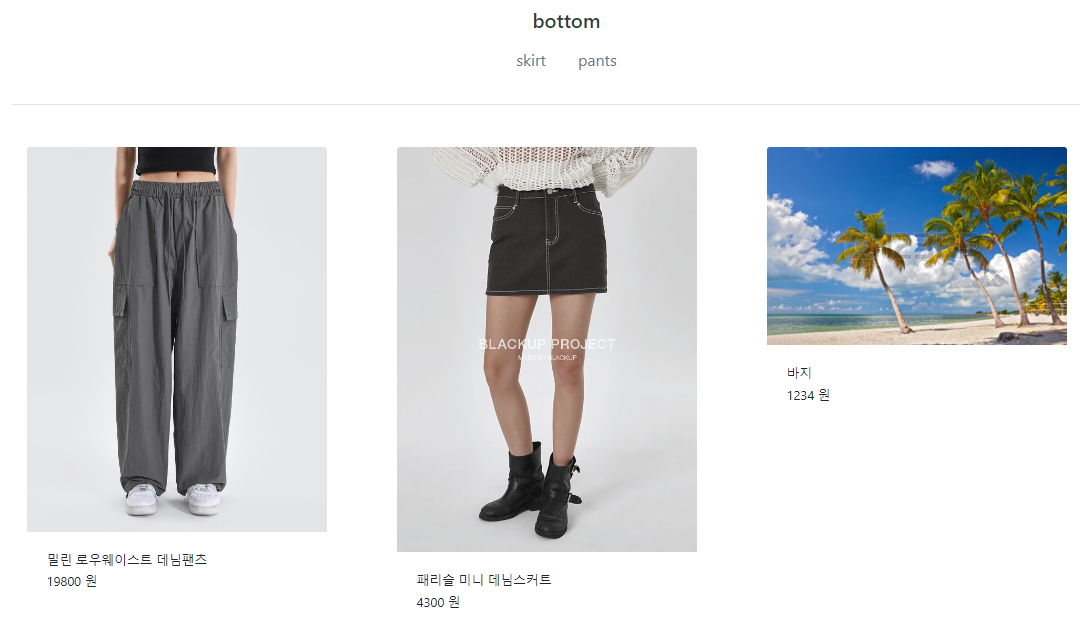 bottom
skirt pants
밀린 로우웨이스트 데님팬츠
19800 원
BLACKUP PROJECT
MADE BY BLACKUP
패리슬 미니 데님스커트
4300 원
바지
1234 원